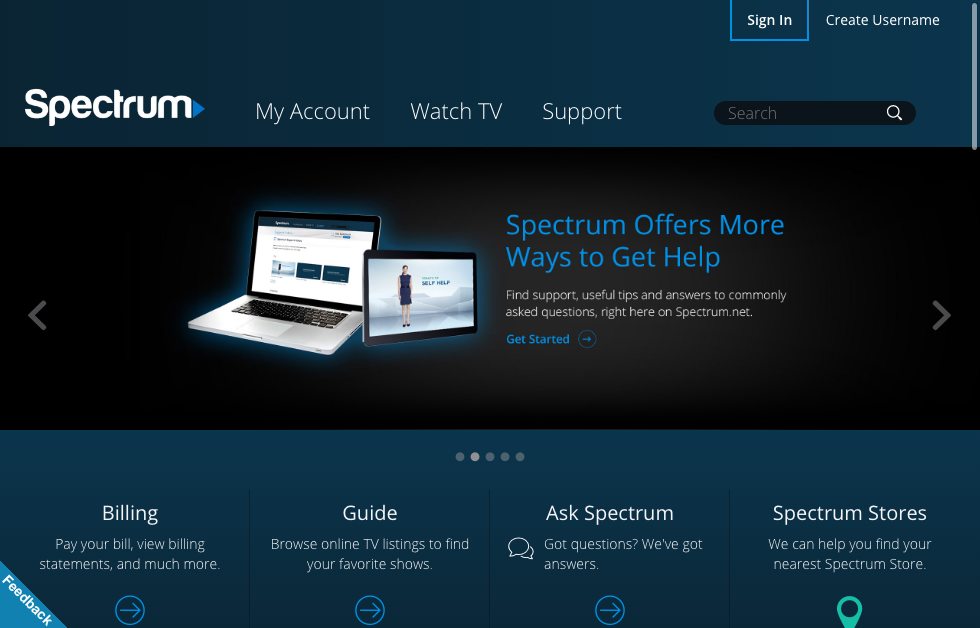 Sign In
Create Username
Spectrum
My Account
Watch TV
Support
Search
Spectrum Offers More
Ways to Get Help
Find support, useful tips and answers to commonly
asked questions, right here on Spectrum.net.
Get Started
SELF HELP
Billing
Pay your bill, view billing
statements, and much more.
Guide
Browse online TV listings to find
your favorite shows.
Ask Spectrum
Got questions? We've got
answers.
Spectrum Stores
We can help you find your
nearest Spectrum Store.
Feedback